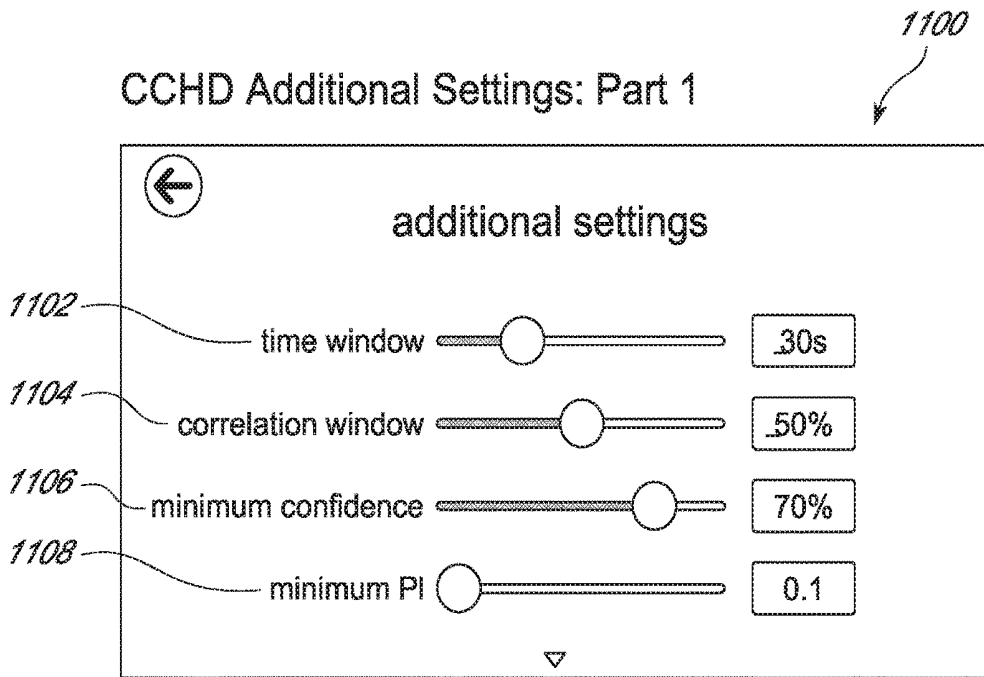 1100
CCHD Additional Settings: Part 1
additional settings
1102
time window 30s
1104
correlation window 50%
1106
minimum confidence 70%
1108
minimum PI 0.1